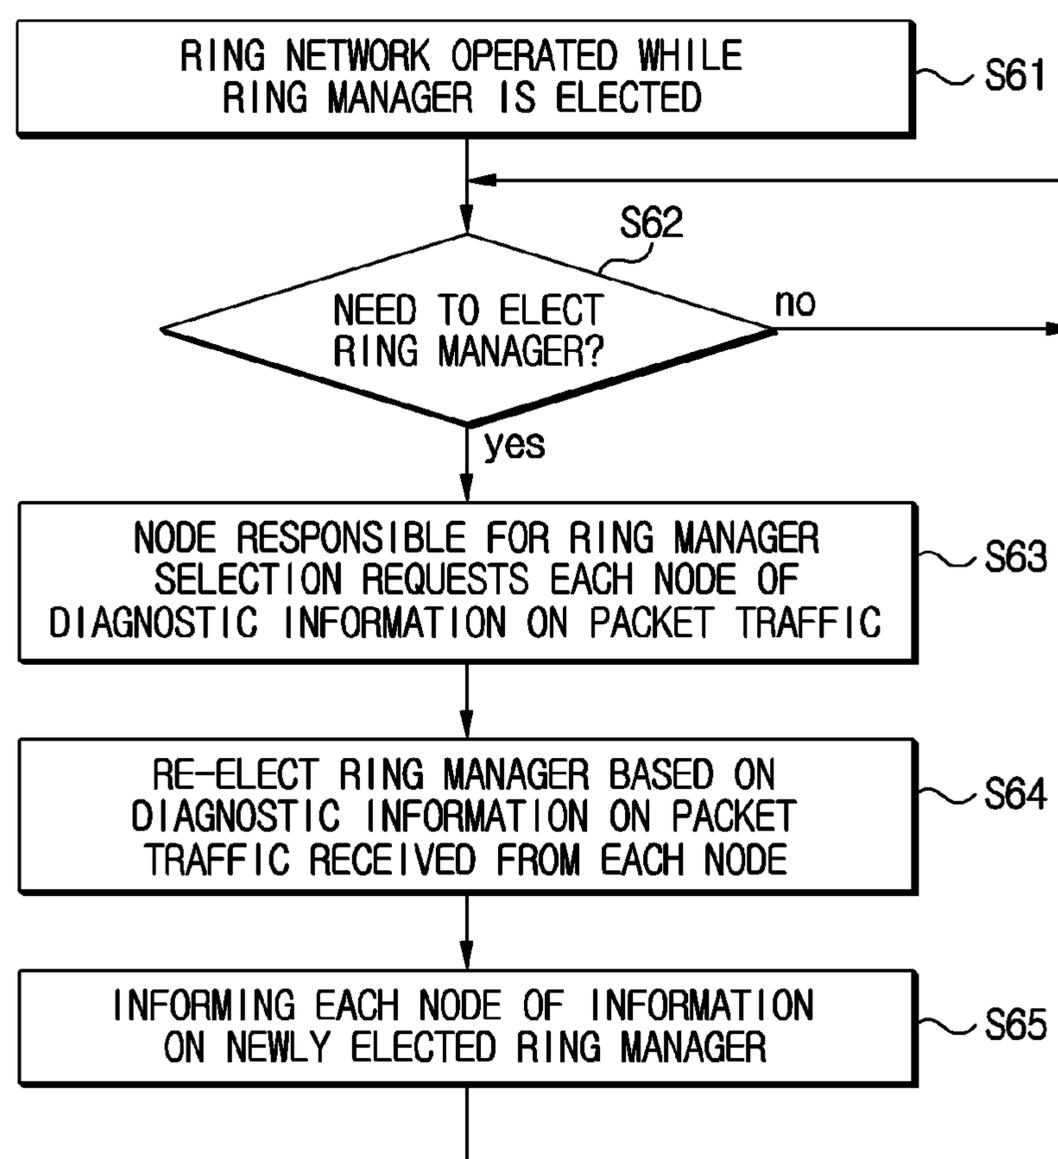 RING NETWORK OPERATED WHILE
RING MANAGER IS ELECTED
S61
S62
NEED TO ELECT
RING MANAGER?
no
yes
NODE RESPONSIBLE FOR RING MANAGER
SELECTION REQUESTS EACH NODE OF
DIAGNOSTIC INFORMATION ON PACKET TRAFFIC
S63
RE-ELECT RING MANAGER BASED ON
DIAGNOSTIC INFORMATION ON PACKET
TRAFFIC RECEIVED FROM EACH NODE
S64
INFORMING EACH NODE OF INFORMATION
ON NEWLY ELECTED RING MANAGER
S65